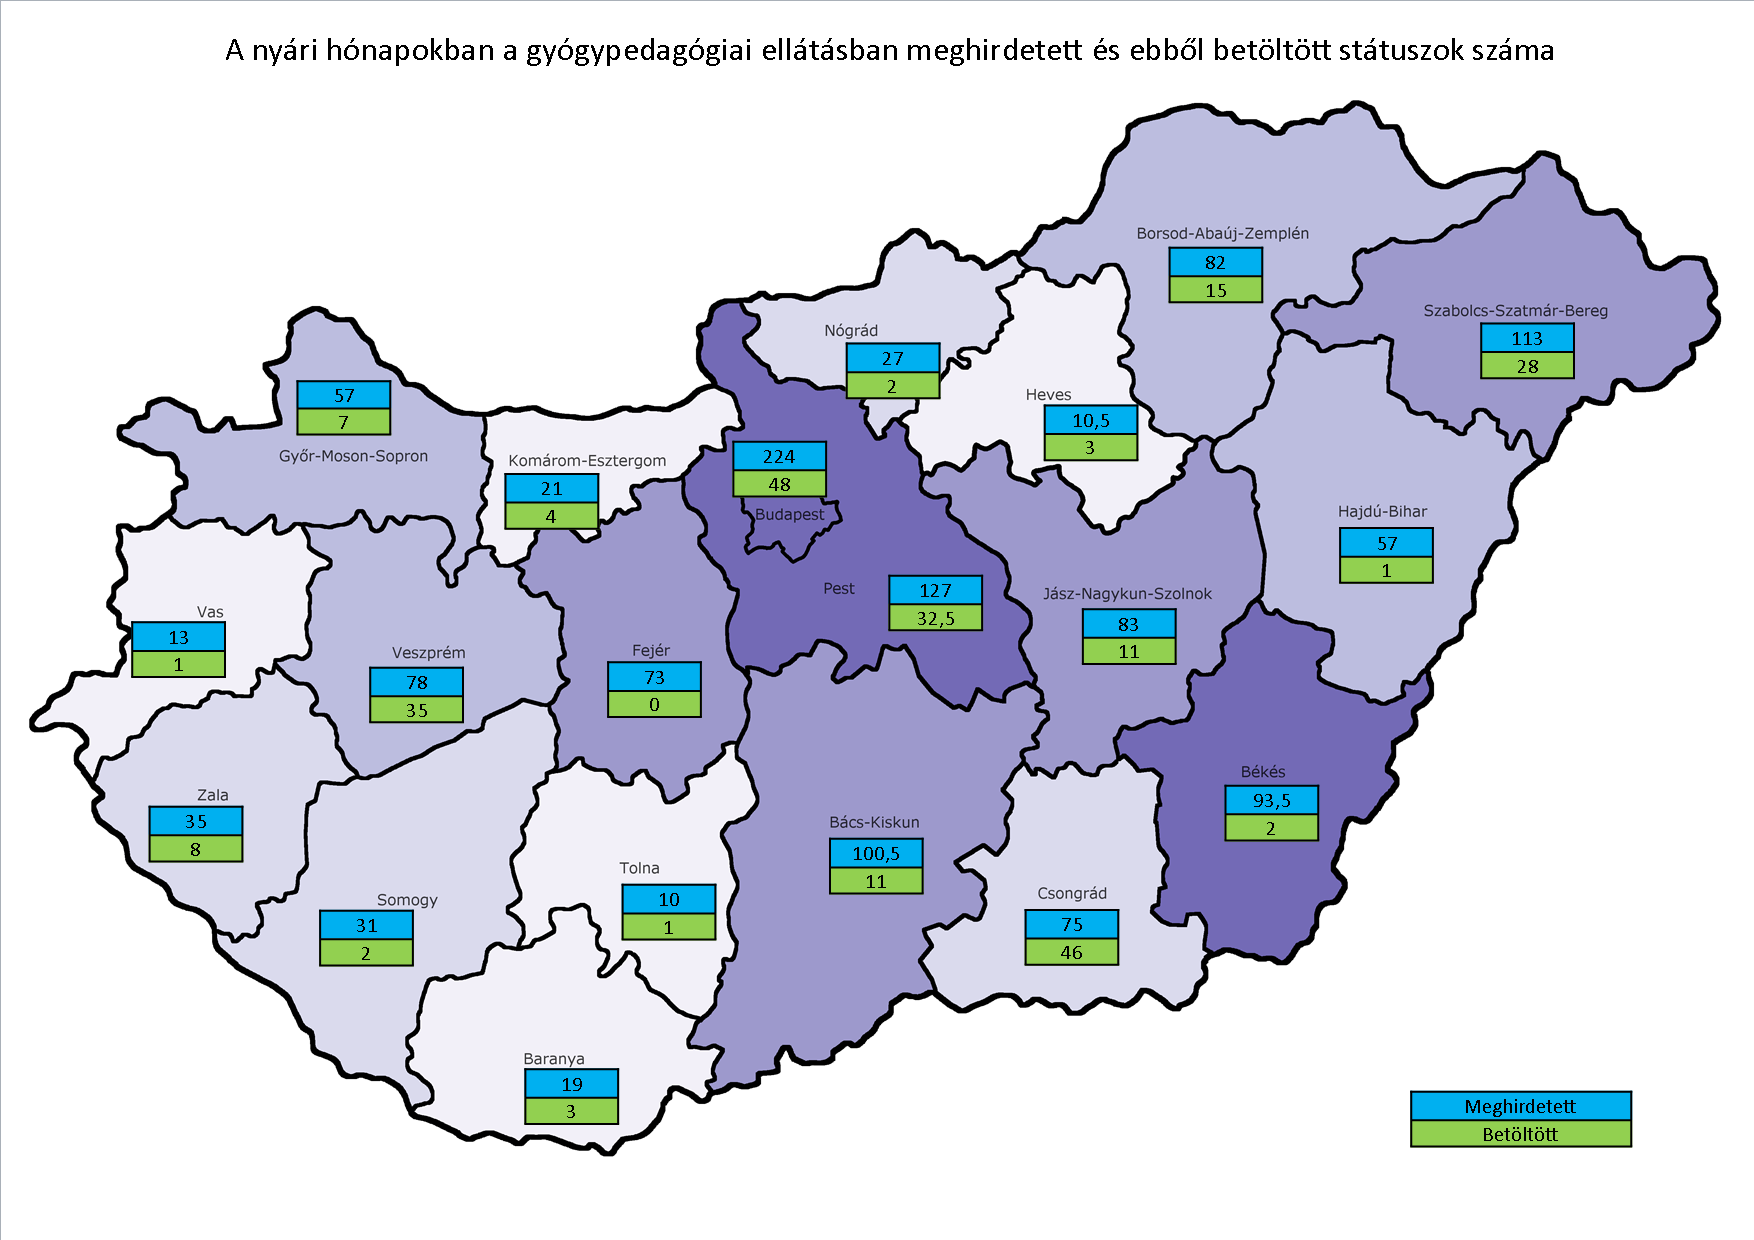 A nyári hónapokban a gyógypedagógiai ellátásban meghirdetett és ebből betöltött státuszok száma
Borsod-Abaúj-Zemplén
82
15
Szabolcs-Szatmár-Bereg
113
28
Nógrád
27
2
Heves
10,5
3
57
7
Győr-Moson-Sopron
Komárom-Esztergom
21
4
224
48
Budapest
Hajdú-Bihar
57
1
Pest
127
32,5
Jász-Nagykun-Szolnok
83
11
Vas
13
1
Veszprém
78
35
Fejér
73
0
Békés
93,5
2
Zala
35
8
Bács-Kiskun
100,5
11
Tolna
10
1
Csongrád
75
46
Somogy
31
2
Baranya
19
3
Meghirdetett
Betöltött